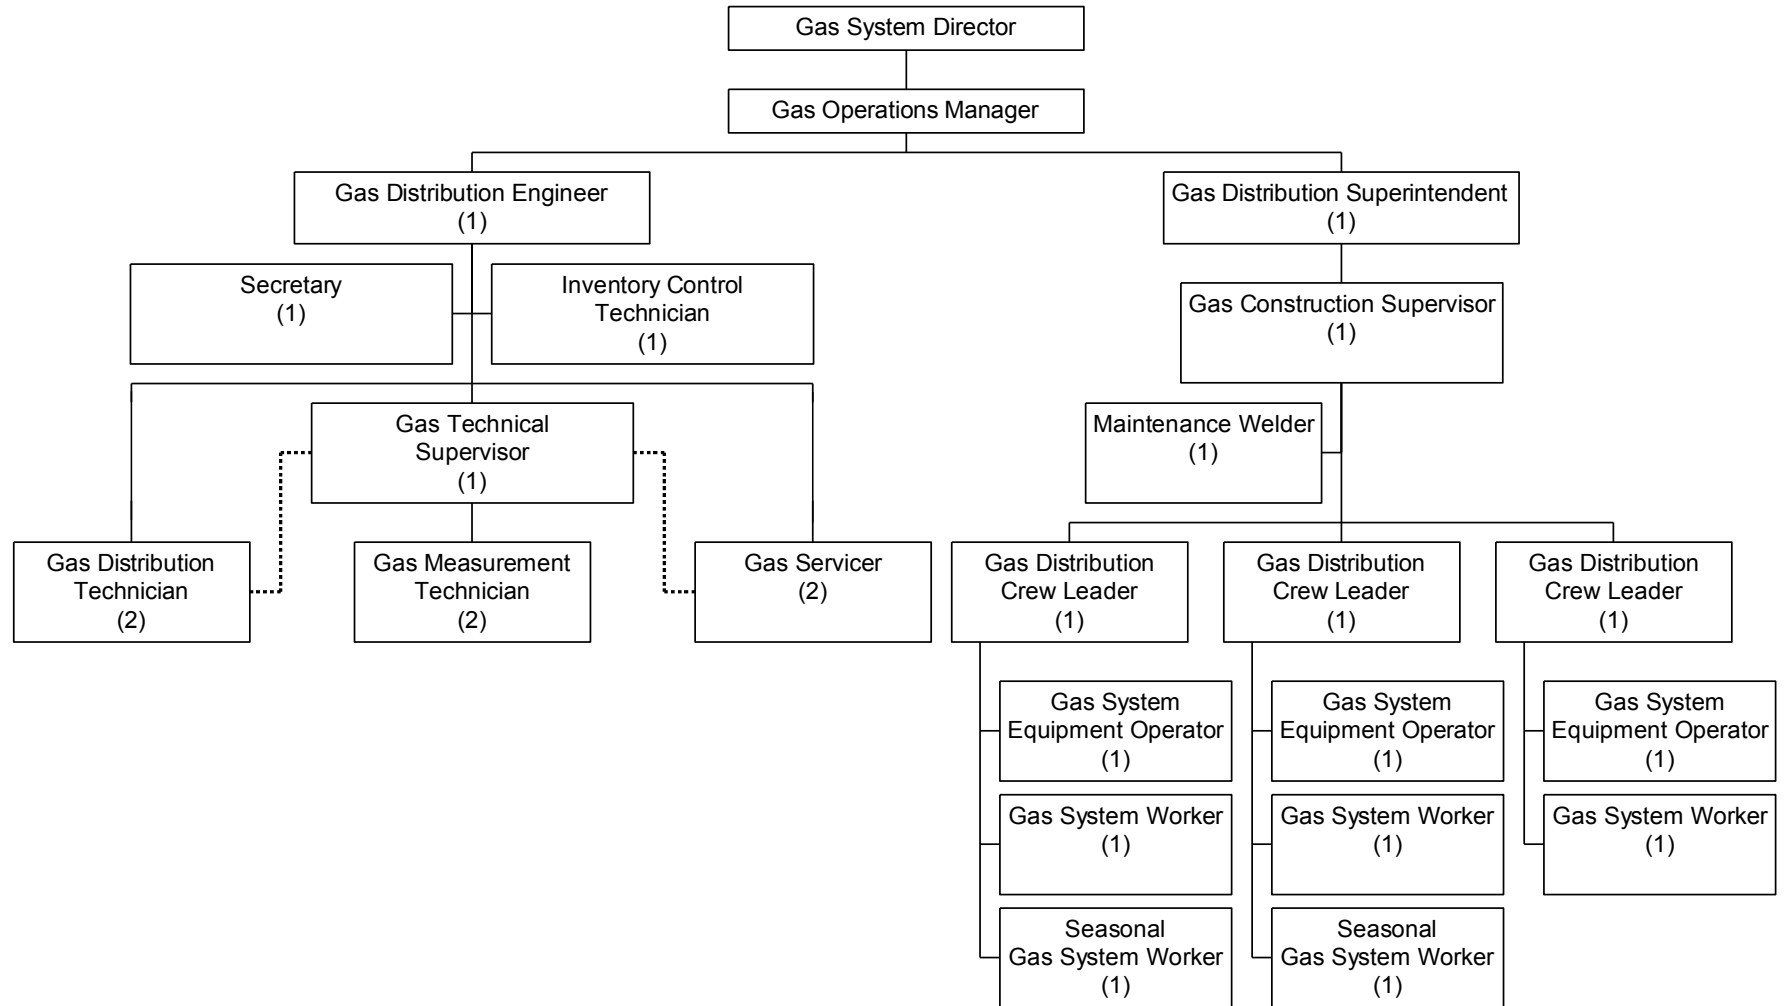 Gas System Director
Gas Operations Manager
Gas Distribution Engineer
(1)
Gas Distribution Superintendent
(1)
Secretary
(1)
Inventory Control
Technician
(1)
Gas Construction Supervisor
(1)
Gas Technical
Supervisor
(1)
Maintenance Welder
(1)
Gas Distribution
Technician
(2)
Gas Measurement
Technician
(2)
Gas Servicer
(2)
Gas Distribution
Crew Leader
(1)
Gas Distribution
Crew Leader
(1)
Gas Distribution
Crew Leader
(1)
Gas System
Equipment Operator
(1)
Gas System
Equipment Operator
(1)
Gas System
Equipment Operator
(1)
Gas System Worker
(1)
Gas System Worker
(1)
Gas System Worker
(1)
Seasonal
Gas System Worker
(1)
Seasonal
Gas System Worker
(1)